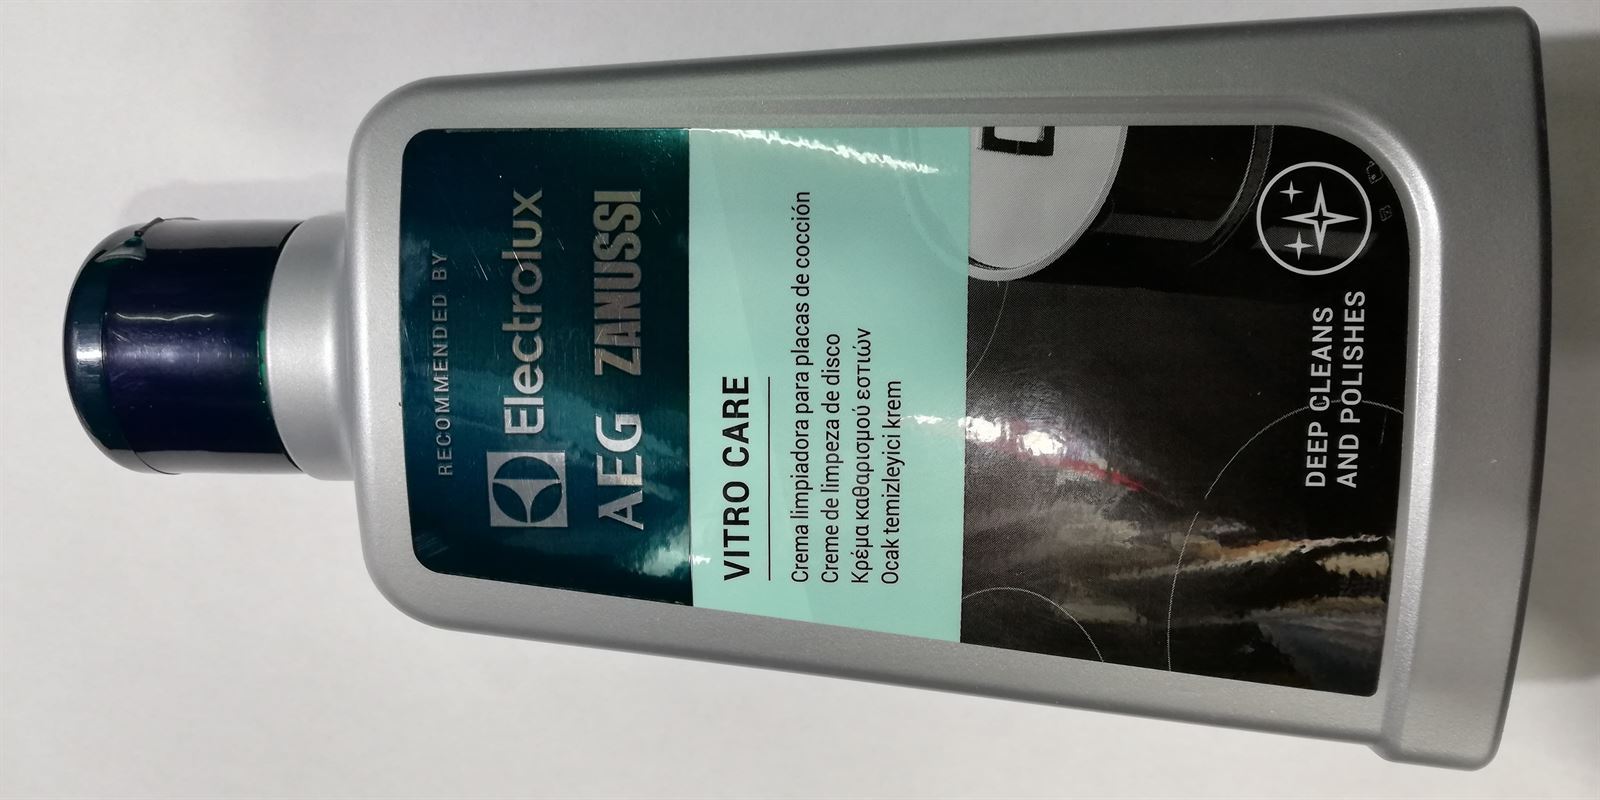 RECOMMENDED BY
Electrolux
AEG ZANUSSI
VITRO CARE
Crema limpiadora para placas de cocción
Creme de limpeza de disco
Κρέμα καθαρισμού εστιών
Ocak temizleyici krem
DEEP CLEANS
AND POLISHES